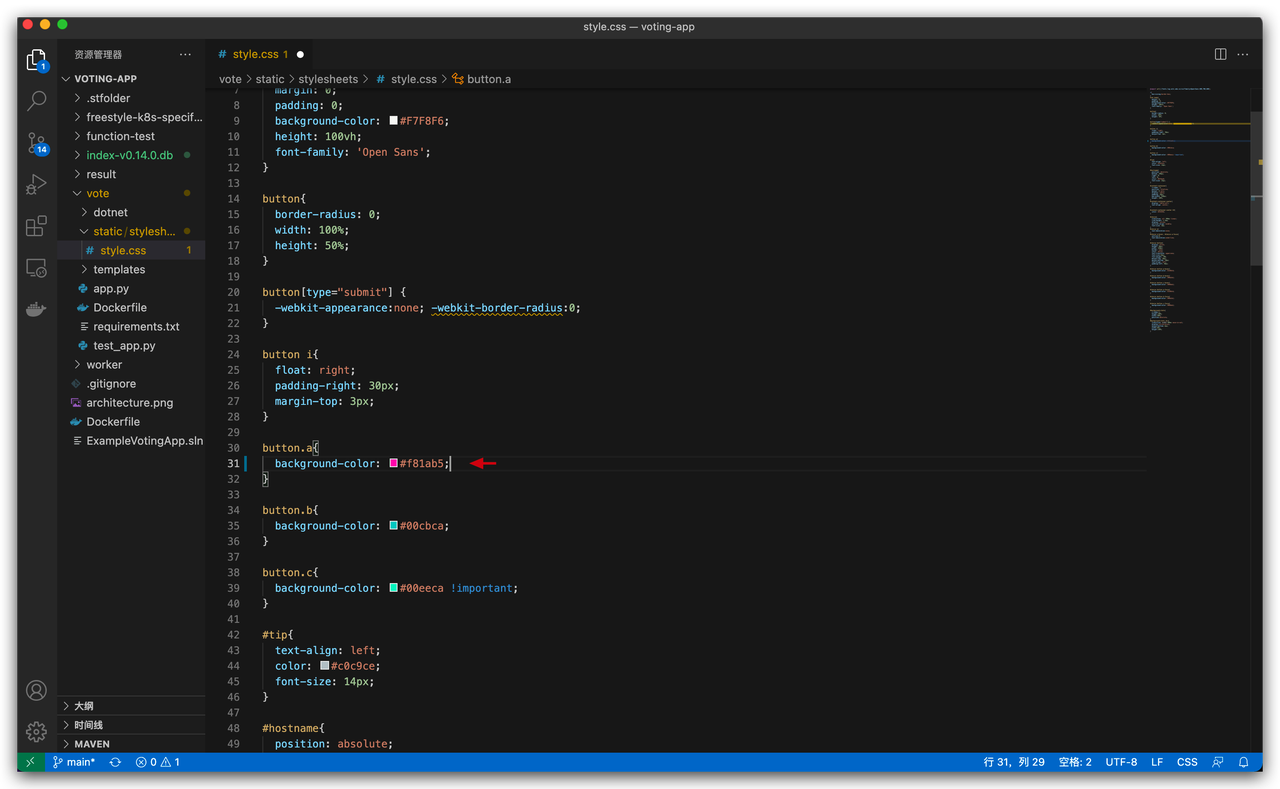 style.css — voting-app
资源管理器 ···
# style.css 1 ● ···
vote > static > stylesheets > # style.css > button.a
1
14
VOTING-APP
.stfolder
freestyle-k8s-specif...
function-test
index-v0.14.0.db
result
vote
dotnet
static/stylesh...
# style.css 1
templates
app.py
Dockerfile
requirements.txt
test_app.py
worker
.gitignore
architecture.png
Dockerfile
ExampleVotingApp.sln
大纲
时间线
MAVEN
7 margin: 0;
8 padding: 0;
9 background-color: #F7F8F6;
10 height: 100vh;
11 font-family: 'Open Sans';
12 }
13
14 button{
15 border-radius: 0;
16 width: 100%;
17 height: 50%;
18 }
19
20 button[type="submit"] {
21 -webkit-appearance:none; -webkit-border-radius:0;
22 }
23
24 button i{
25 float: right;
26 padding-right: 30px;
27 margin-top: 3px;
28 }
29
30 button.a{
31 background-color: #f81ab5;
32 }
33
34 button.b{
35 background-color: #00cbca;
36 }
37
38 button.c{
39 background-color: #00eeca !important;
40 }
41
42 #tip{
43 text-align: left;
44 color: #c0c9ce;
45 font-size: 14px;
46 }
47
48 #hostname{
49 position: absolute;
main* 0 1 行 31，列 29 空格: 2 UTF-8 LF CSS